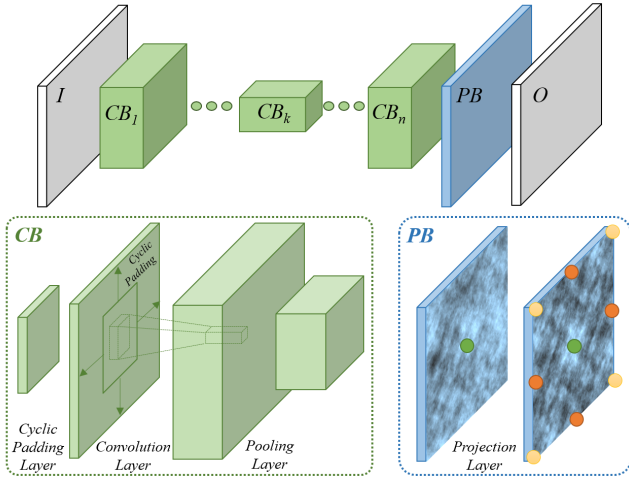 I
CB1
CBk
CBn
PB
O
CB
Cyclic
Padding
Cyclic
Padding
Layer
Convolution
Layer
Pooling
Layer
PB
Projection
Layer